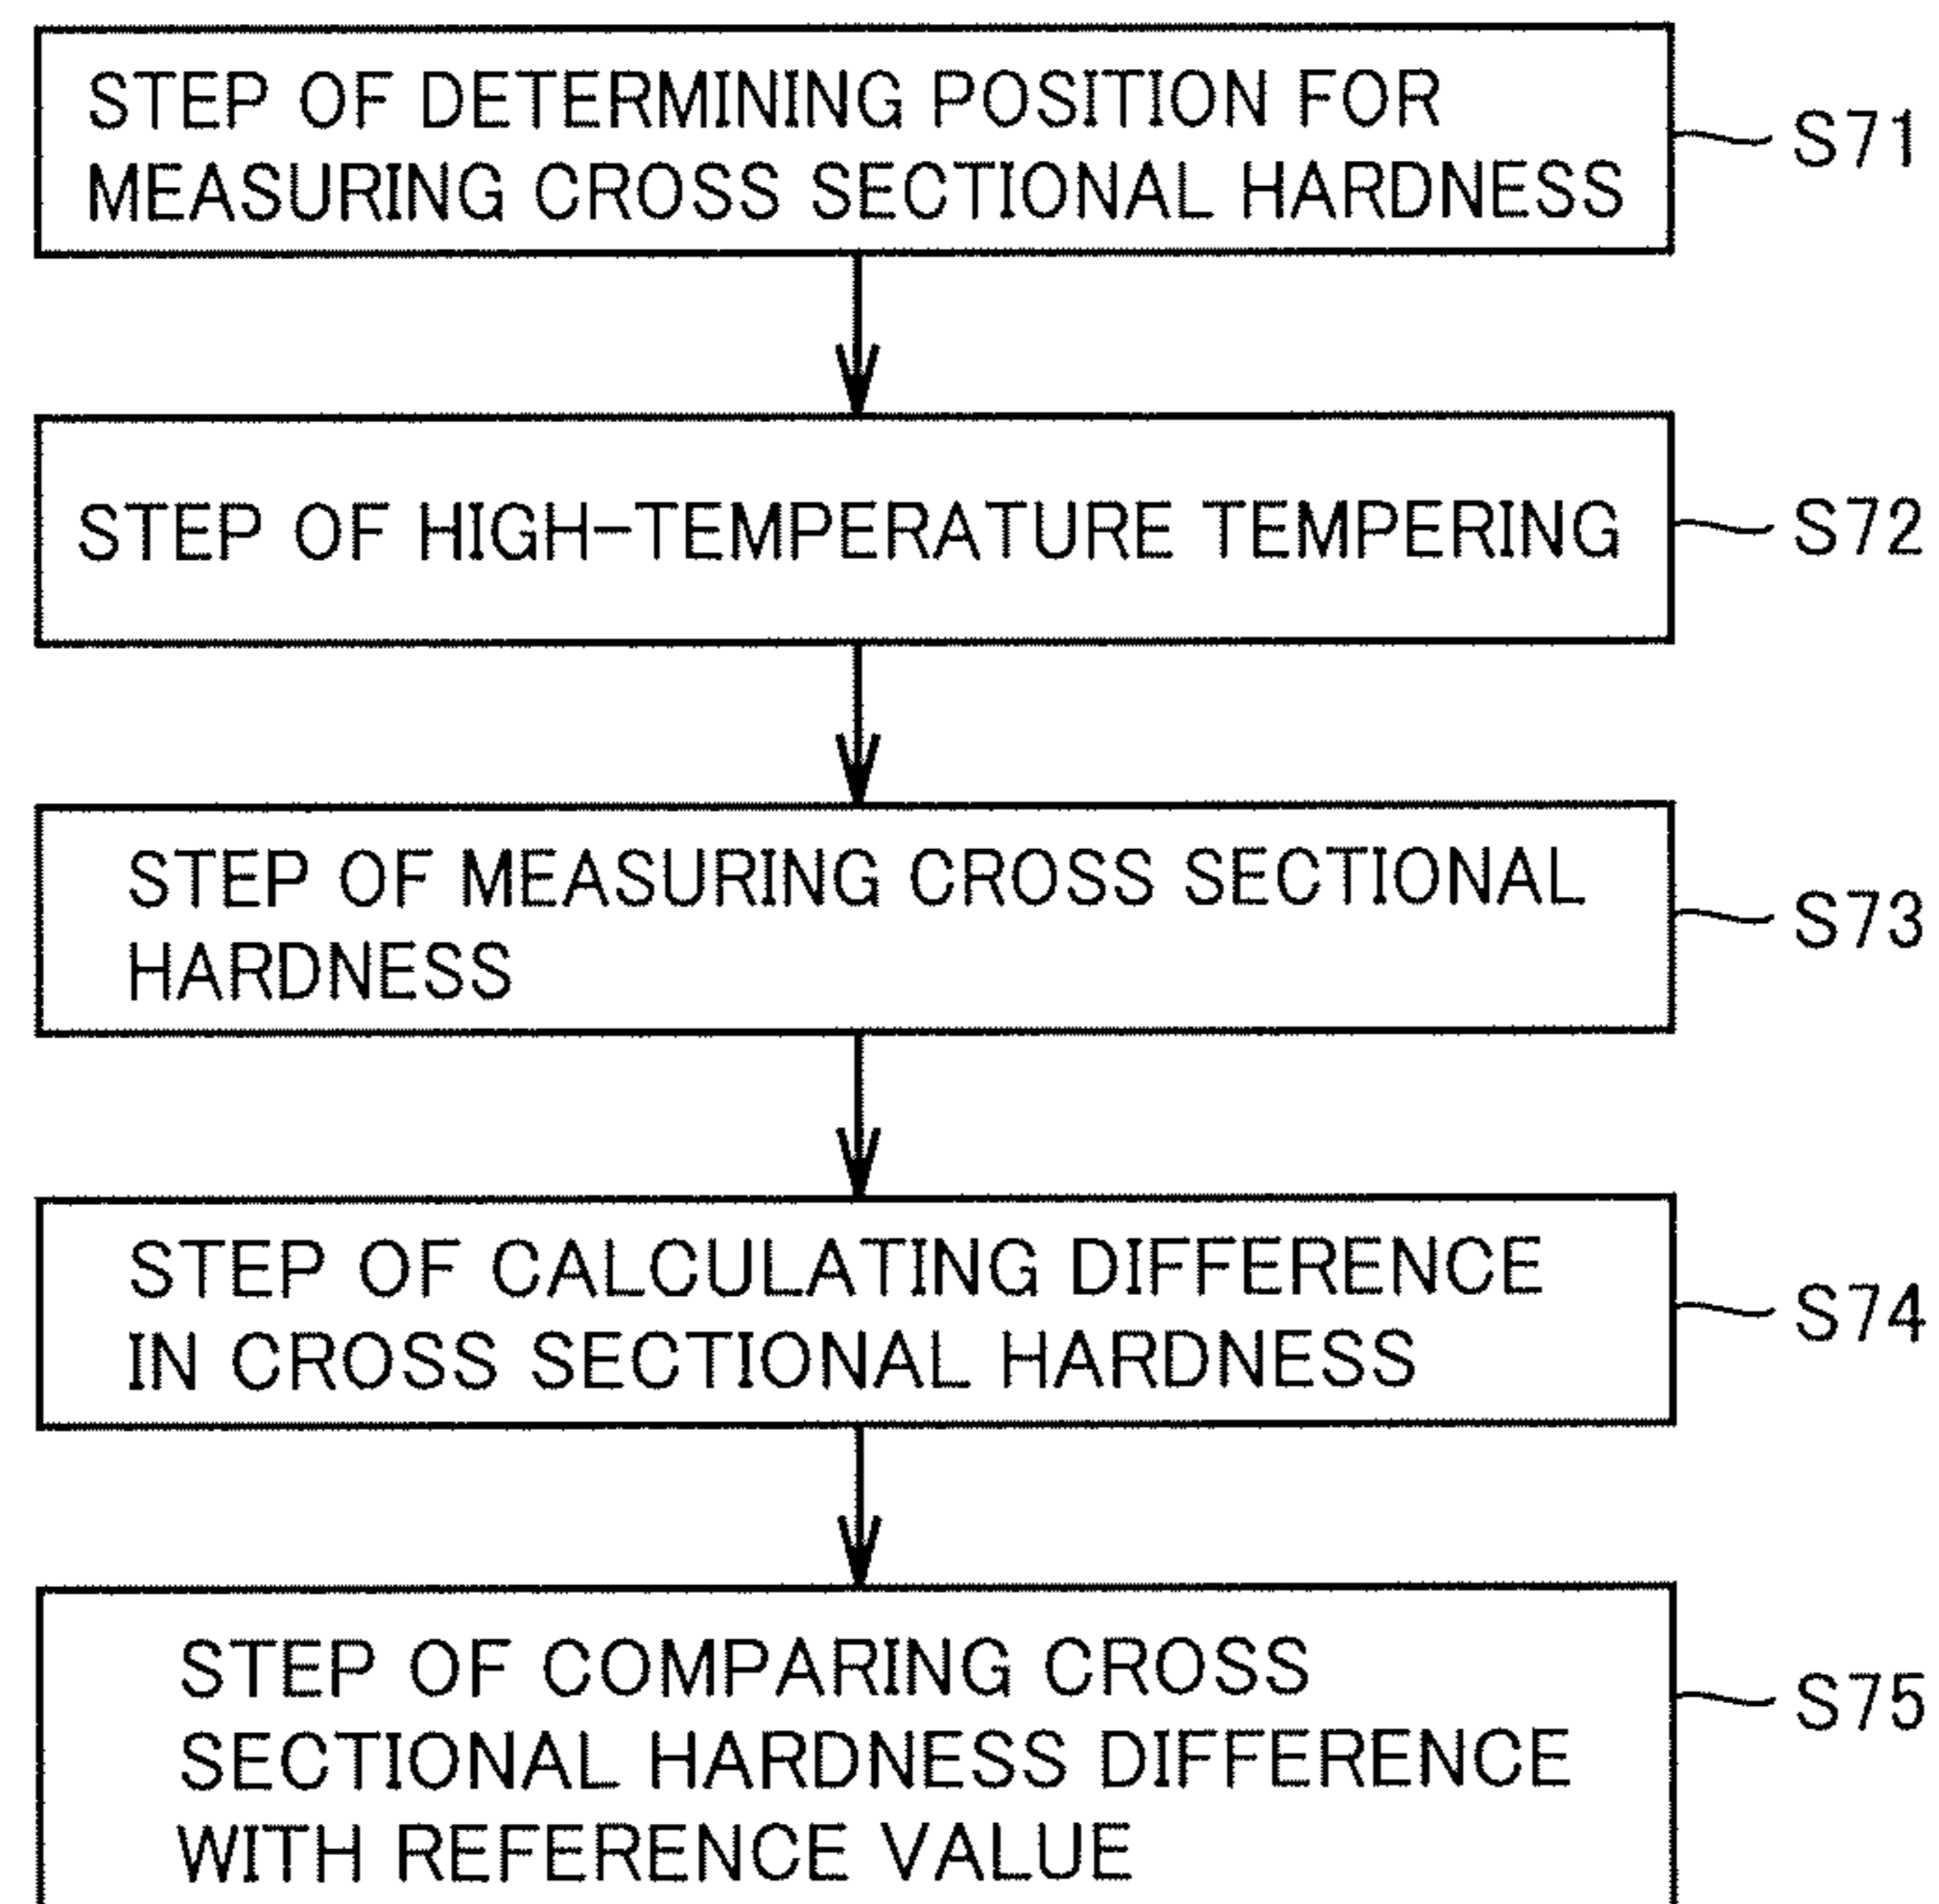 STEP OF DETERMINING POSITION FOR
MEASURING CROSS SECTIONAL HARDNESS
S71
STEP OF HIGH-TEMPERATURE TEMPERING
S72
STEP OF MEASURING CROSS SECTIONAL
HARDNESS
S73
STEP OF CALCULATING DIFFERENCE
IN CROSS SECTIONAL HARDNESS
S74
STEP OF COMPARING CROSS
SECTIONAL HARDNESS DIFFERENCE
WITH REFERENCE VALUE
S75